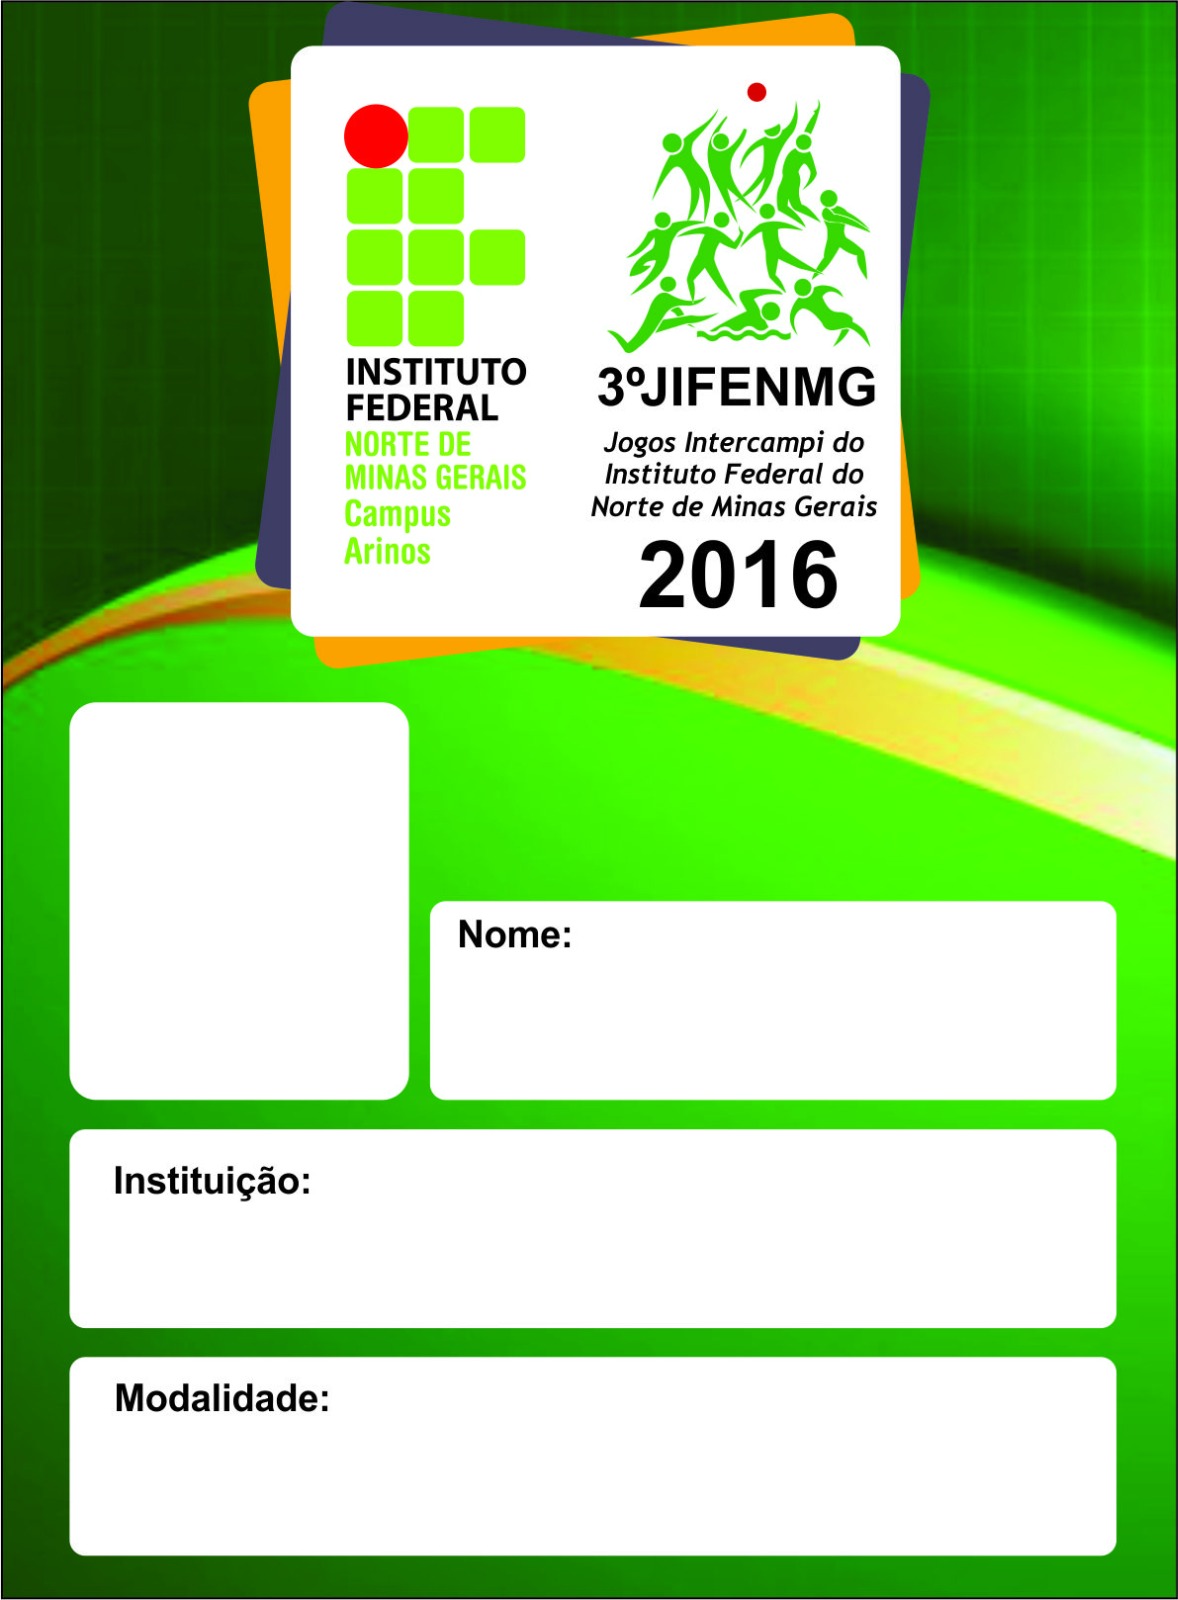 INSTITUTO
FEDERAL
NORTE DE
MINAS GERAIS
Campus
Arinos
3ºJIFENMG
Jogos Intercampi do
Instituto Federal do
Norte de Minas Gerais
2016
Nome:
Instituição:
Modalidade: